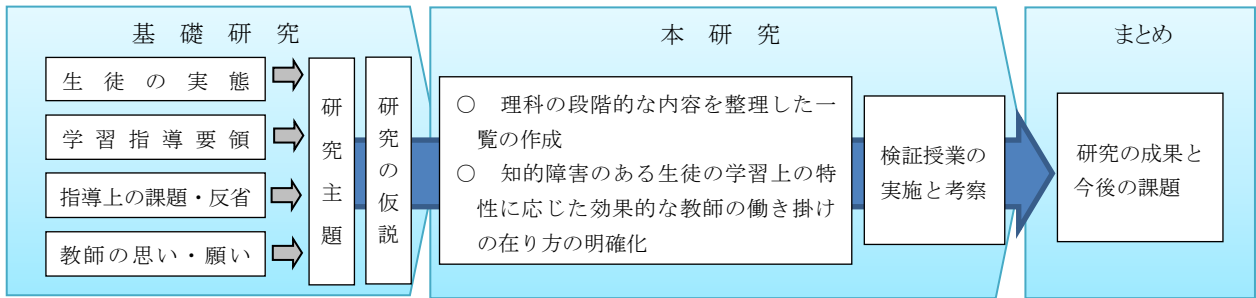 基礎研究
生徒の実態
学習指導要領
指導上の課題・反省
教師の思い・願い
研究主題
研究の仮説
本研究
○ 理科の段階的な内容を整理した一
覧の作成
○ 知的障害のある生徒の学習上の特
性に応じた効果的な教師の働き掛け
の在り方の明確化
検証授業の
実施と考察
まとめ
研究の成果と
今後の課題